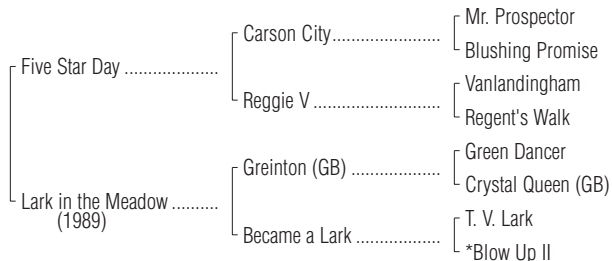 Mr. Prospector
Carson City.....................
Blushing Promise
Five Star Day ...................
Vanlandingham
Reggie V .........................
Regent's Walk
Green Dancer
Greinton (GB) ..................
Crystal Queen (GB)
Lark in the Meadow ..........
(1989)
T. V. Lark
Became a Lark .................
*Blow Up II